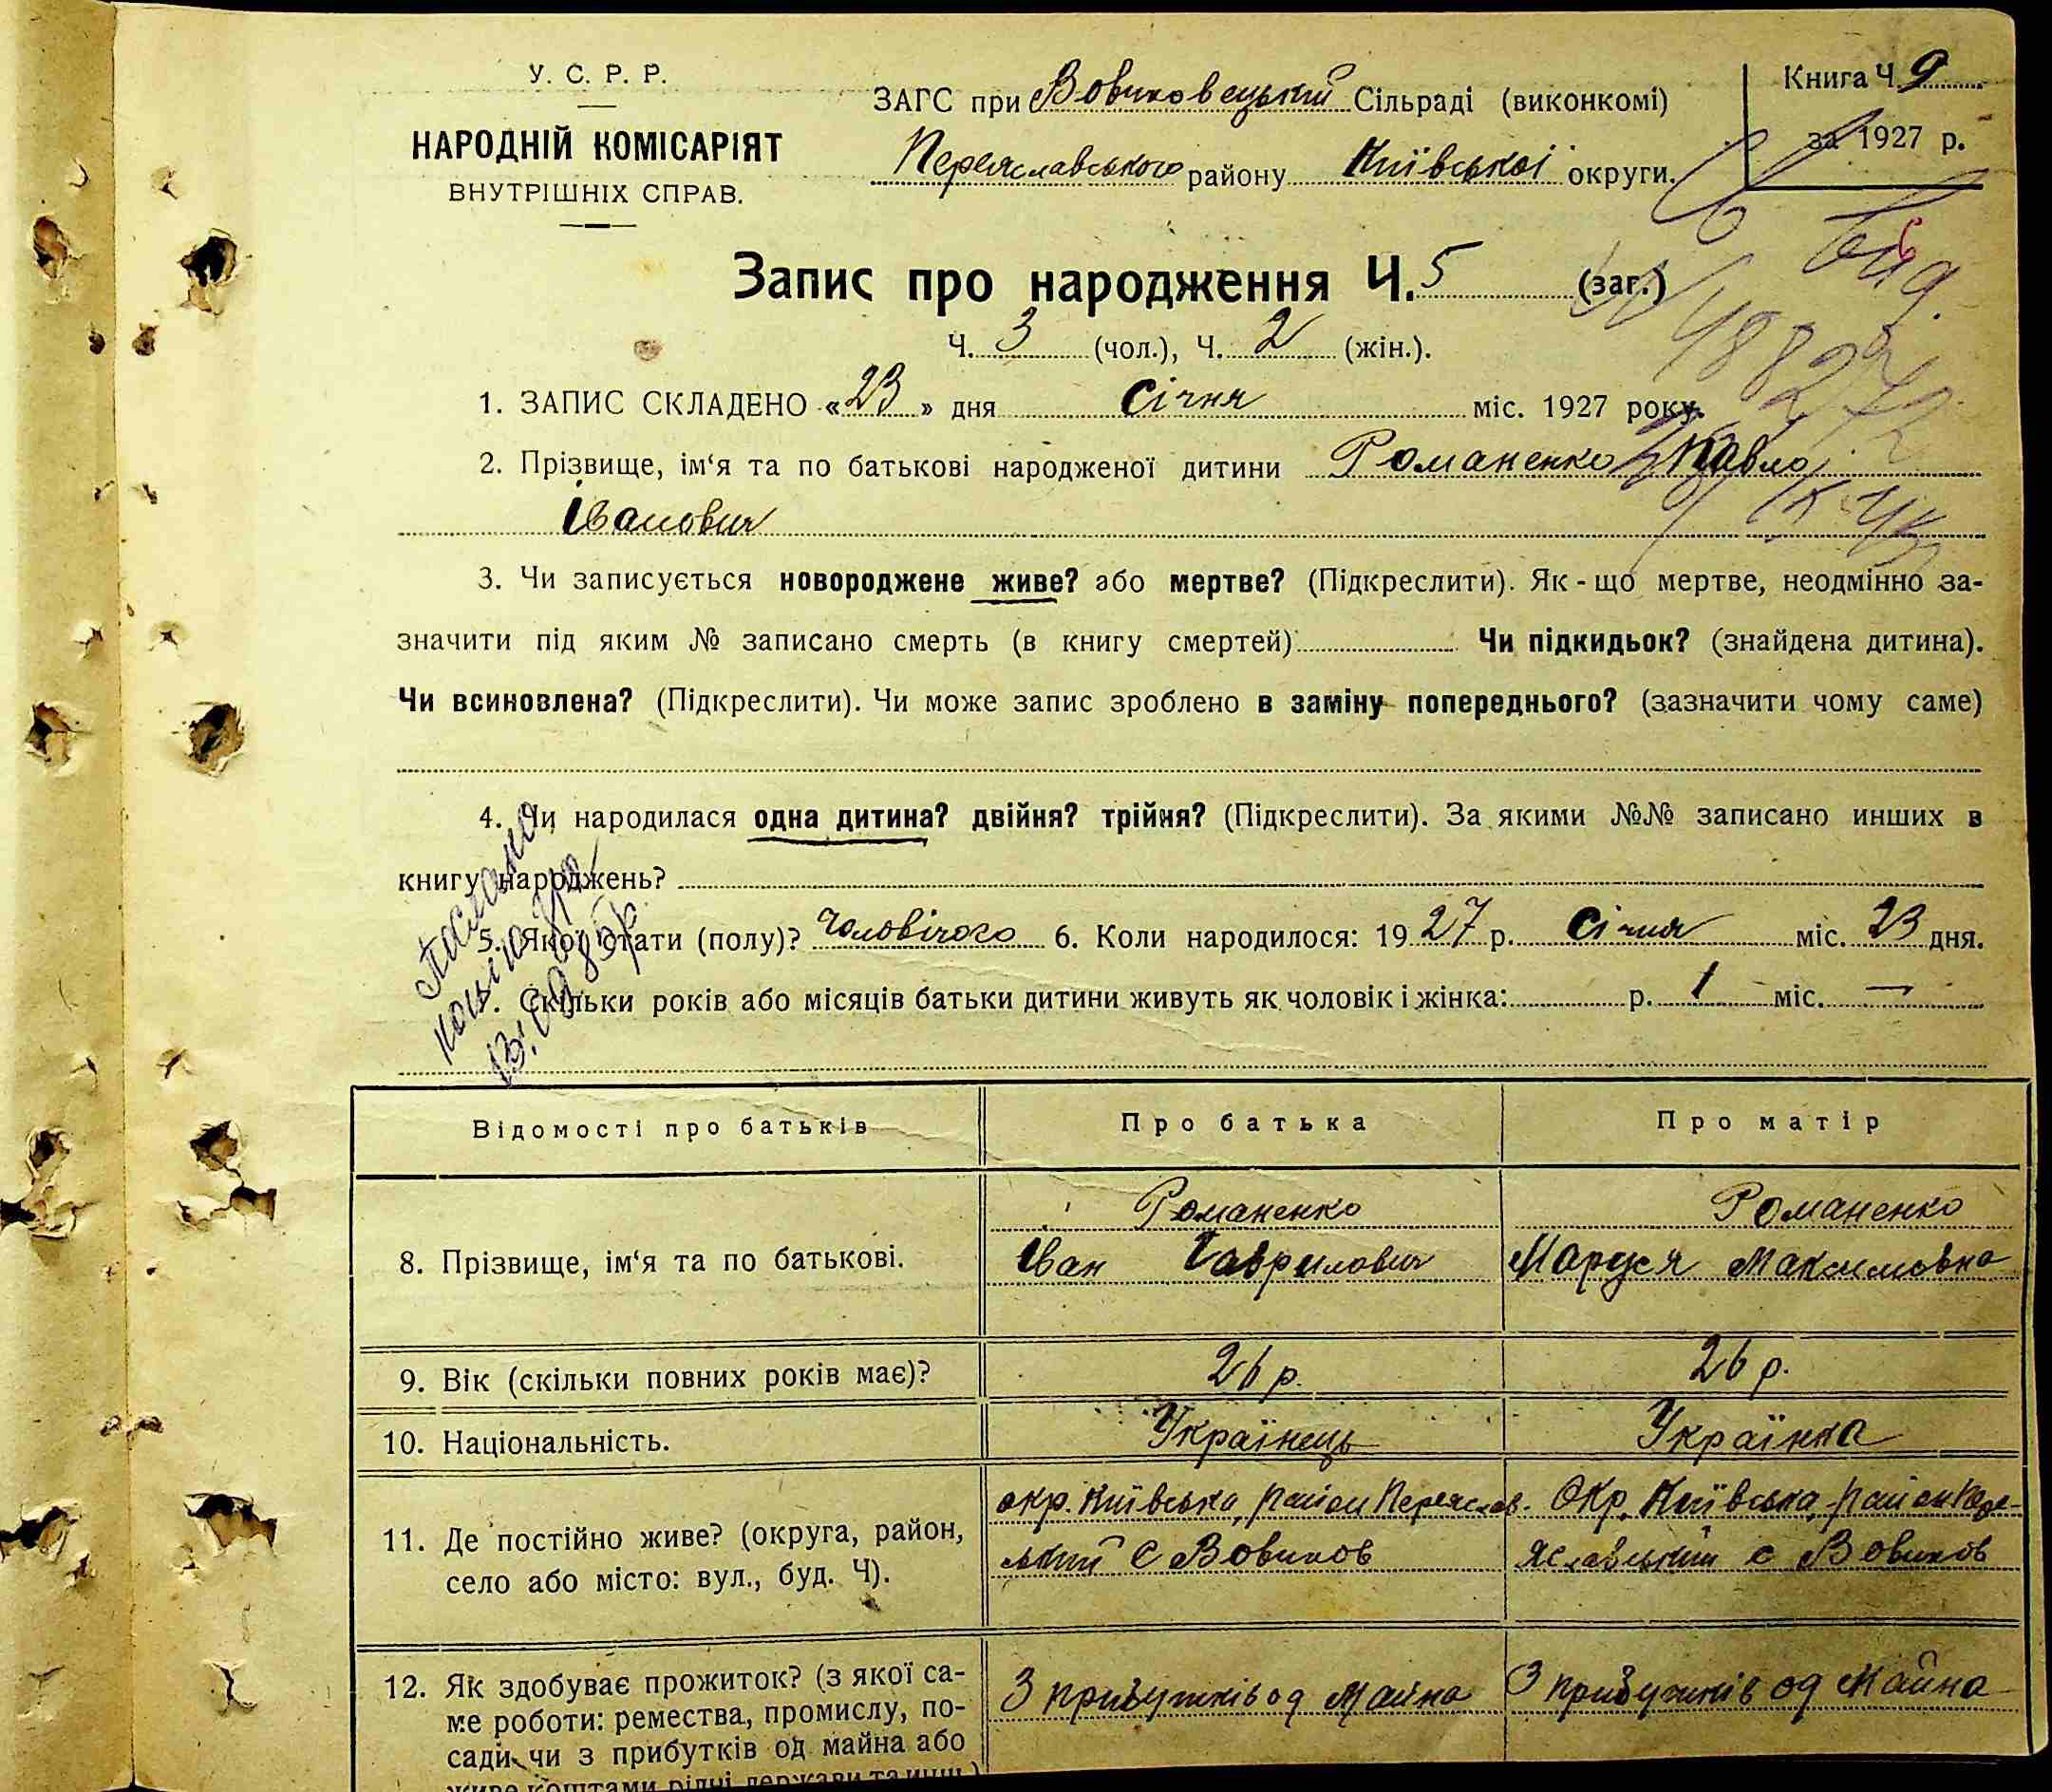 У. С. Р. Р.
НАРОДНІЙ КОМІСАРІЯТ
ВНУТРІШНІХ СПРАВ.
ЗАГС при Вовчковецький Сільраді (виконкомі)
Переяславського району Київської округи.
Книга Ч. 9
за 1927 р.
Запис про народження Ч. 5 (заг.)
Ч. 3 (чол.), Ч. 2 (жін.).
1. ЗАПИС СКЛАДЕНО «23» дня Січня міс. 1927 року.
2. Прізвище, ім‘я та по батькові народженої дитини Романенко Павло
Іванович
3. Чи записується новороджене живе? або мертве? (Підкреслити). Як-що мертве, неодмінно за-
значити під яким № записано смерть (в книгу смертей) Чи підкидьок? (знайдена дитина).
Чи всиновлена? (Підкреслити). Чи може запис зроблено в заміну попереднього? (зазначити чому саме)
4. Чи народилася одна дитина? двійня? трійня? (Підкреслити). За якими №№ записано инших в
книгу народжень?
5. Якої стати (полу)? Чоловічого 6. Коли народилося: 1927 р. Січня міс. 23 дня.
7. Скільки років або місяців батьки дитини живуть як чоловік і жінка: р. 1 міс. —
Відомості про батьків Про батька Про матір
8. Прізвище, ім‘я та по батькові.
Романенко
Іван Гаврилович
Романенко
Маруся Максимовна
9. Вік (скільки повних років має)? 26 р. 26 р.
10. Національність. Українець Українка
11. Де постійно живе? (округа, район,
село або місто: вул., буд. Ч).
окр. Київська, район Переяслав-
ський с Вовчков
Окр. Київська, район Пере-
яславський с Вовчков
12. Як здобуває прожиток? (з якої са-
ме роботи: ремества, промислу, по-
сади чи з прибутків од майна або
живе коштами рідні, держави та инш.)
З прибутків од майна
З прибутків од майна